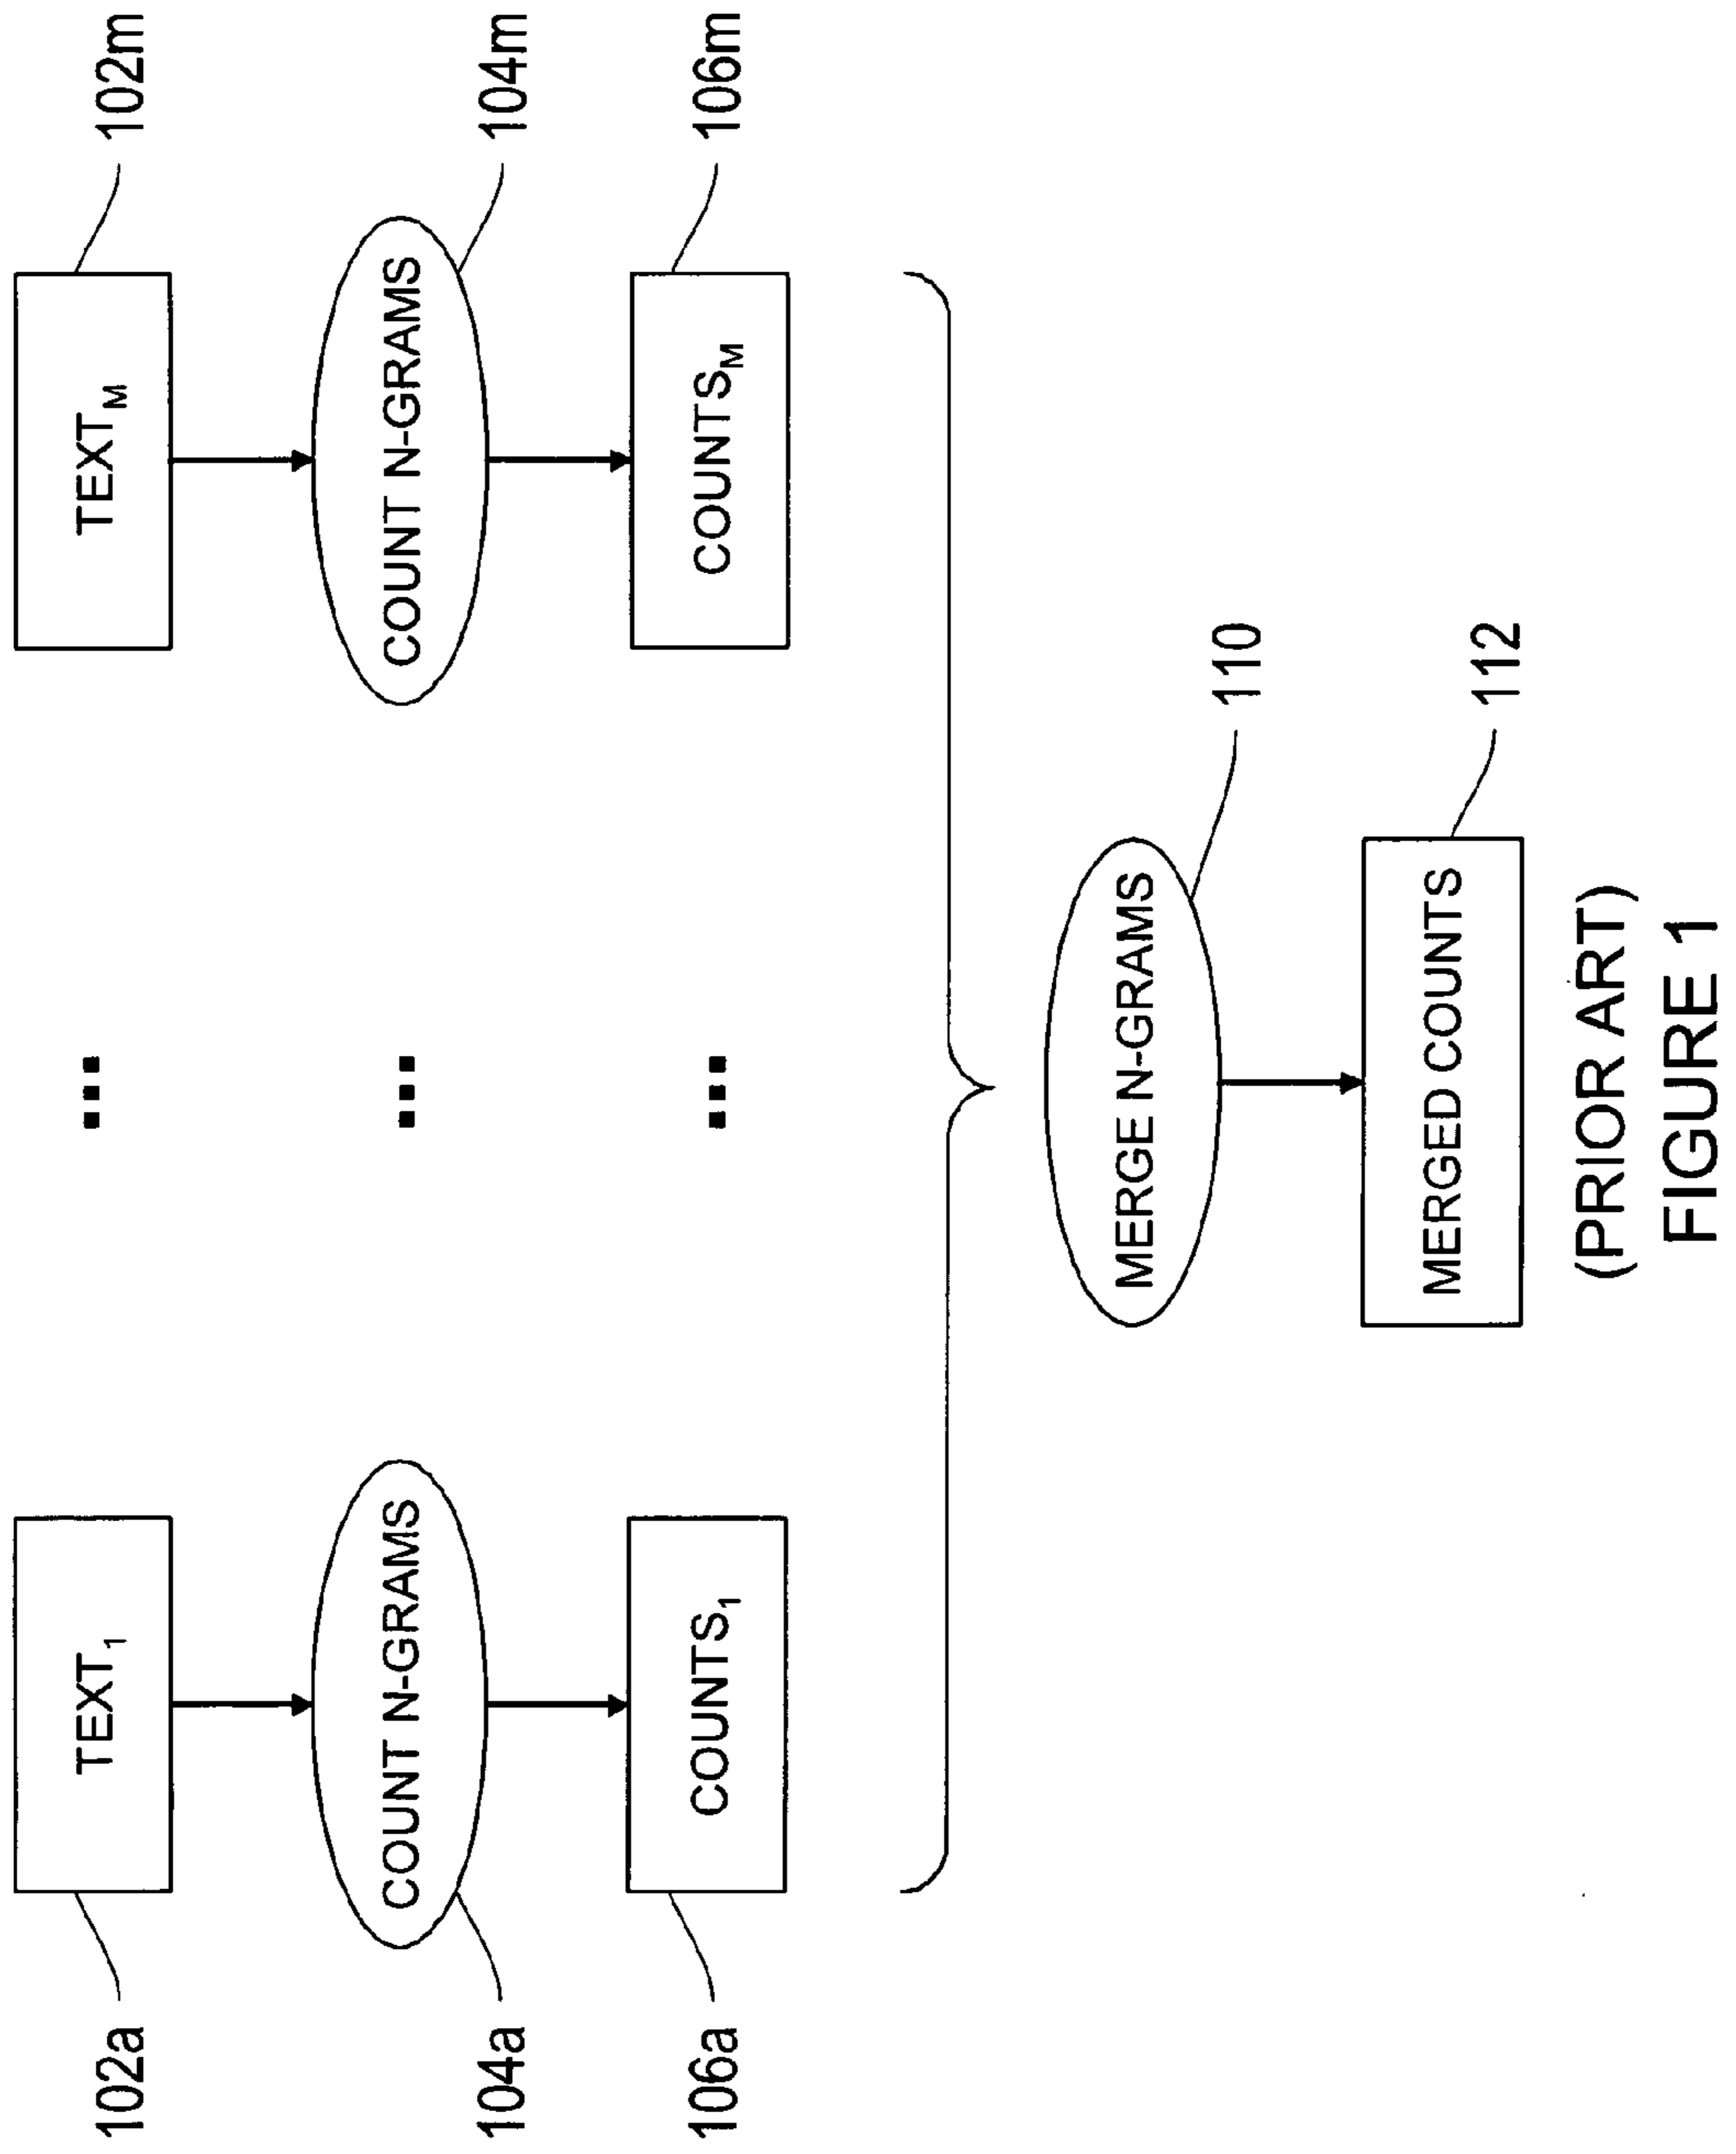 102a
TEXT1
...
TEXTM
102m
104a
COUNT N-GRAMS
...
COUNT N-GRAMS
104m
106a
COUNTS1
...
COUNTSM
106m
MERGE N-GRAMS
110
MERGED COUNTS
112
(PRIOR ART)
FIGURE 1